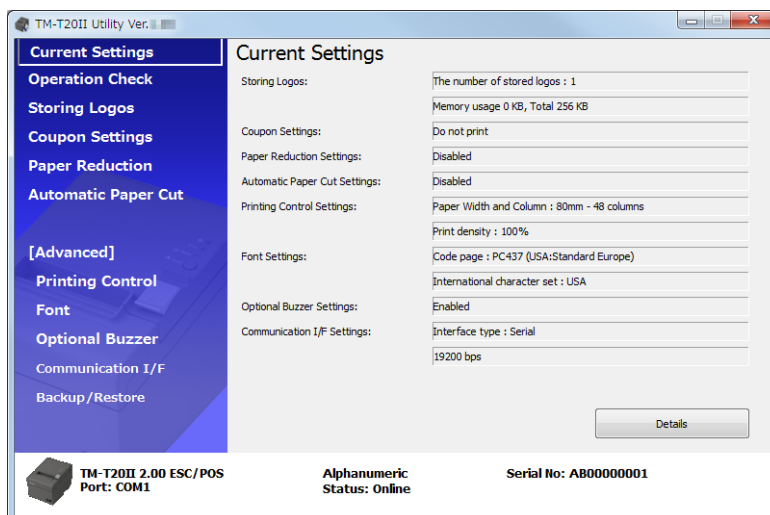 TM-T20II Utility Ver.
Current Settings
Operation Check
Storing Logos
Coupon Settings
Paper Reduction
Automatic Paper Cut
[Advanced]
Printing Control
Font
Optional Buzzer
Communication I/F
Backup/Restore
Current Settings
Storing Logos: The number of stored logos : 1
Memory usage 0 KB, Total 256 KB
Coupon Settings: Do not print
Paper Reduction Settings: Disabled
Automatic Paper Cut Settings: Disabled
Printing Control Settings: Paper Width and Column : 80mm - 48 columns
Print density : 100%
Font Settings: Code page : PC437 (USA:Standard Europe)
International character set : USA
Optional Buzzer Settings: Enabled
Communication I/F Settings: Interface type : Serial
19200 bps
Details
TM-T20II 2.00 ESC/POS Alphanumeric Serial No: AB00000001
Port: COM1 Status: Online